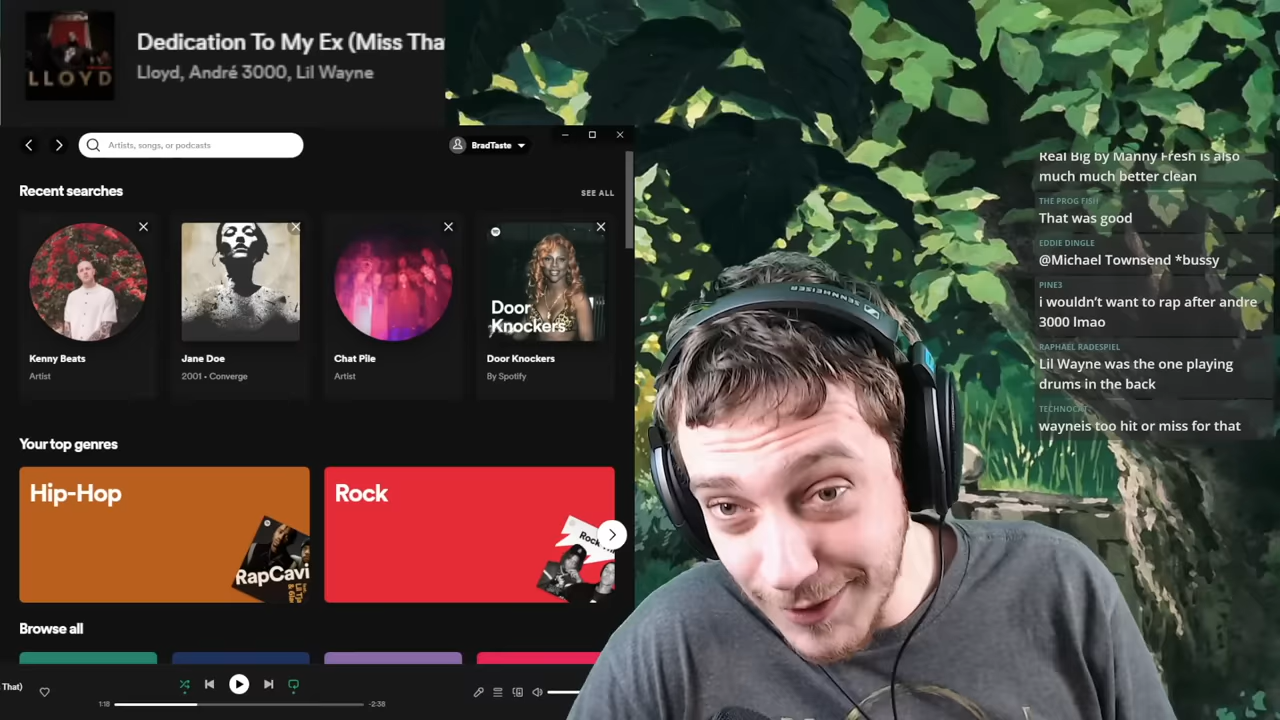 Dedication To My Ex (Miss Tha
Lloyd, André 3000, Lil Wayne
LLOYD
Artists, songs, or podcasts
BradTaste
Recent searches
SEE ALL
Door
Knockers
Kenny Beats
Jane Doe
Chat Pile
Door Knockers
Artist
2001 • Converge
Artist
By Spotify
Your top genres
Hip-Hop
Rock
RapCavi
Rock
Browse all
That)
1:18
-2:38
SENNHEISER
Real Big by Manny Fresh is also
much much better clean
THE PROG FISH
That was good
EDDIE DINGLE
@Michael Townsend *bussy
PINE3
i wouldn't want to rap after andre
3000 lmao
RAPHAEL RADESPIEL
Lil Wayne was the one playing
drums in the back
wayneis too hit or miss for that